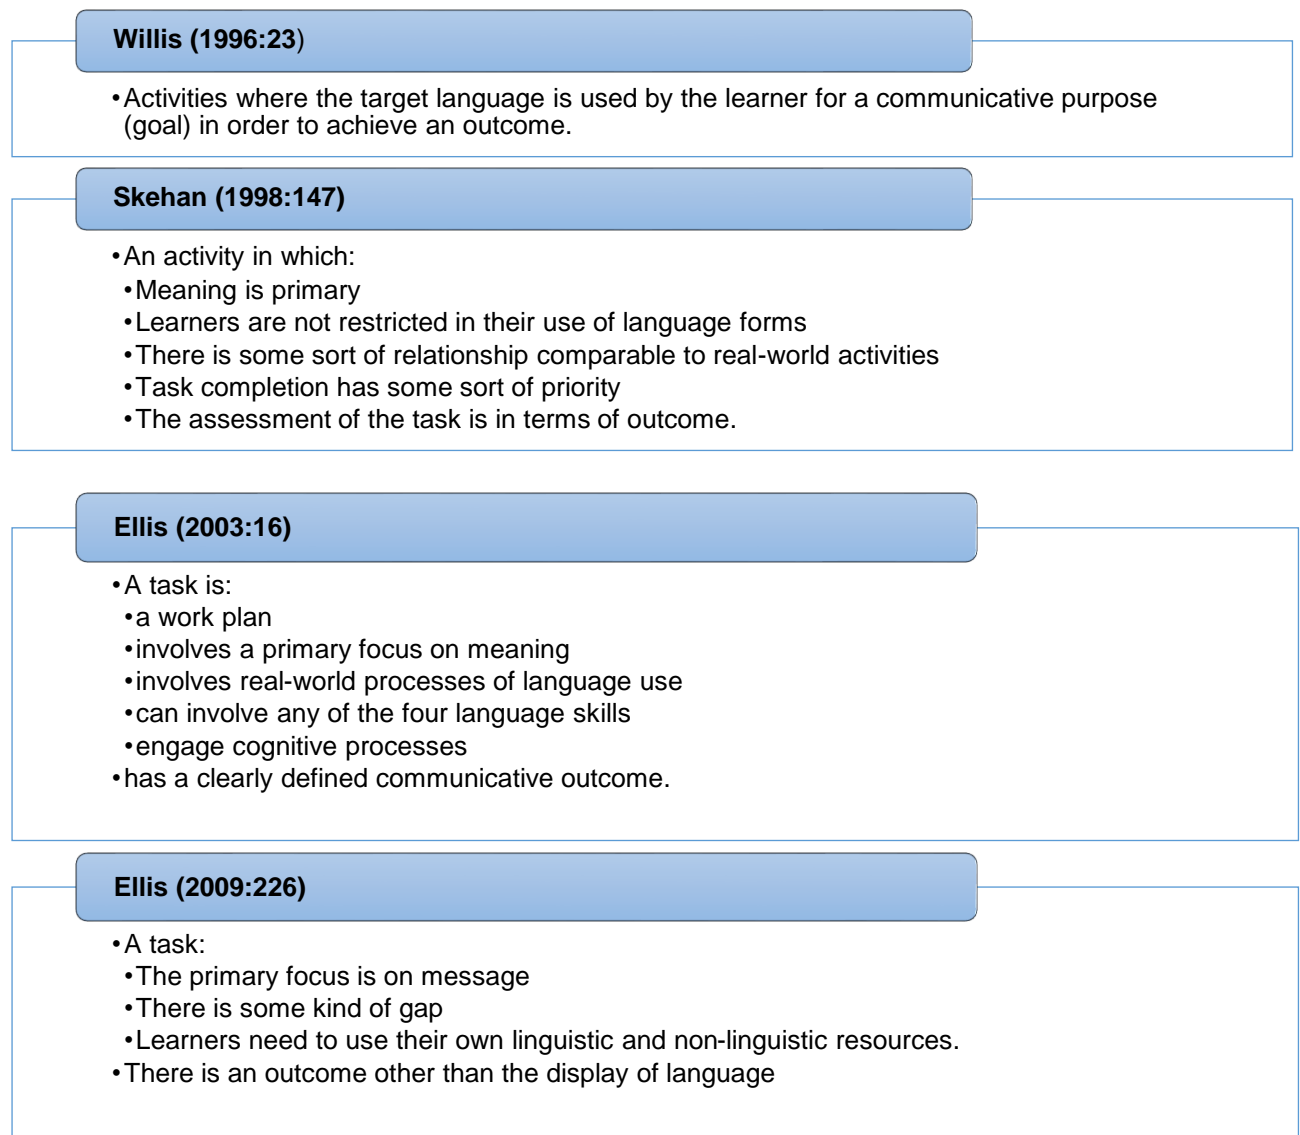 Willis (1996:23)
•Activities where the target language is used by the learner for a communicative purpose
(goal) in order to achieve an outcome.
Skehan (1998:147)
•An activity in which:
•Meaning is primary
•Learners are not restricted in their use of language forms
•There is some sort of relationship comparable to real-world activities
•Task completion has some sort of priority
•The assessment of the task is in terms of outcome.
Ellis (2003:16)
•A task is:
•a work plan
•involves a primary focus on meaning
•involves real-world processes of language use
•can involve any of the four language skills
•engage cognitive processes
•has a clearly defined communicative outcome.
Ellis (2009:226)
•A task:
•The primary focus is on message
•There is some kind of gap
•Learners need to use their own linguistic and non-linguistic resources.
•There is an outcome other than the display of language